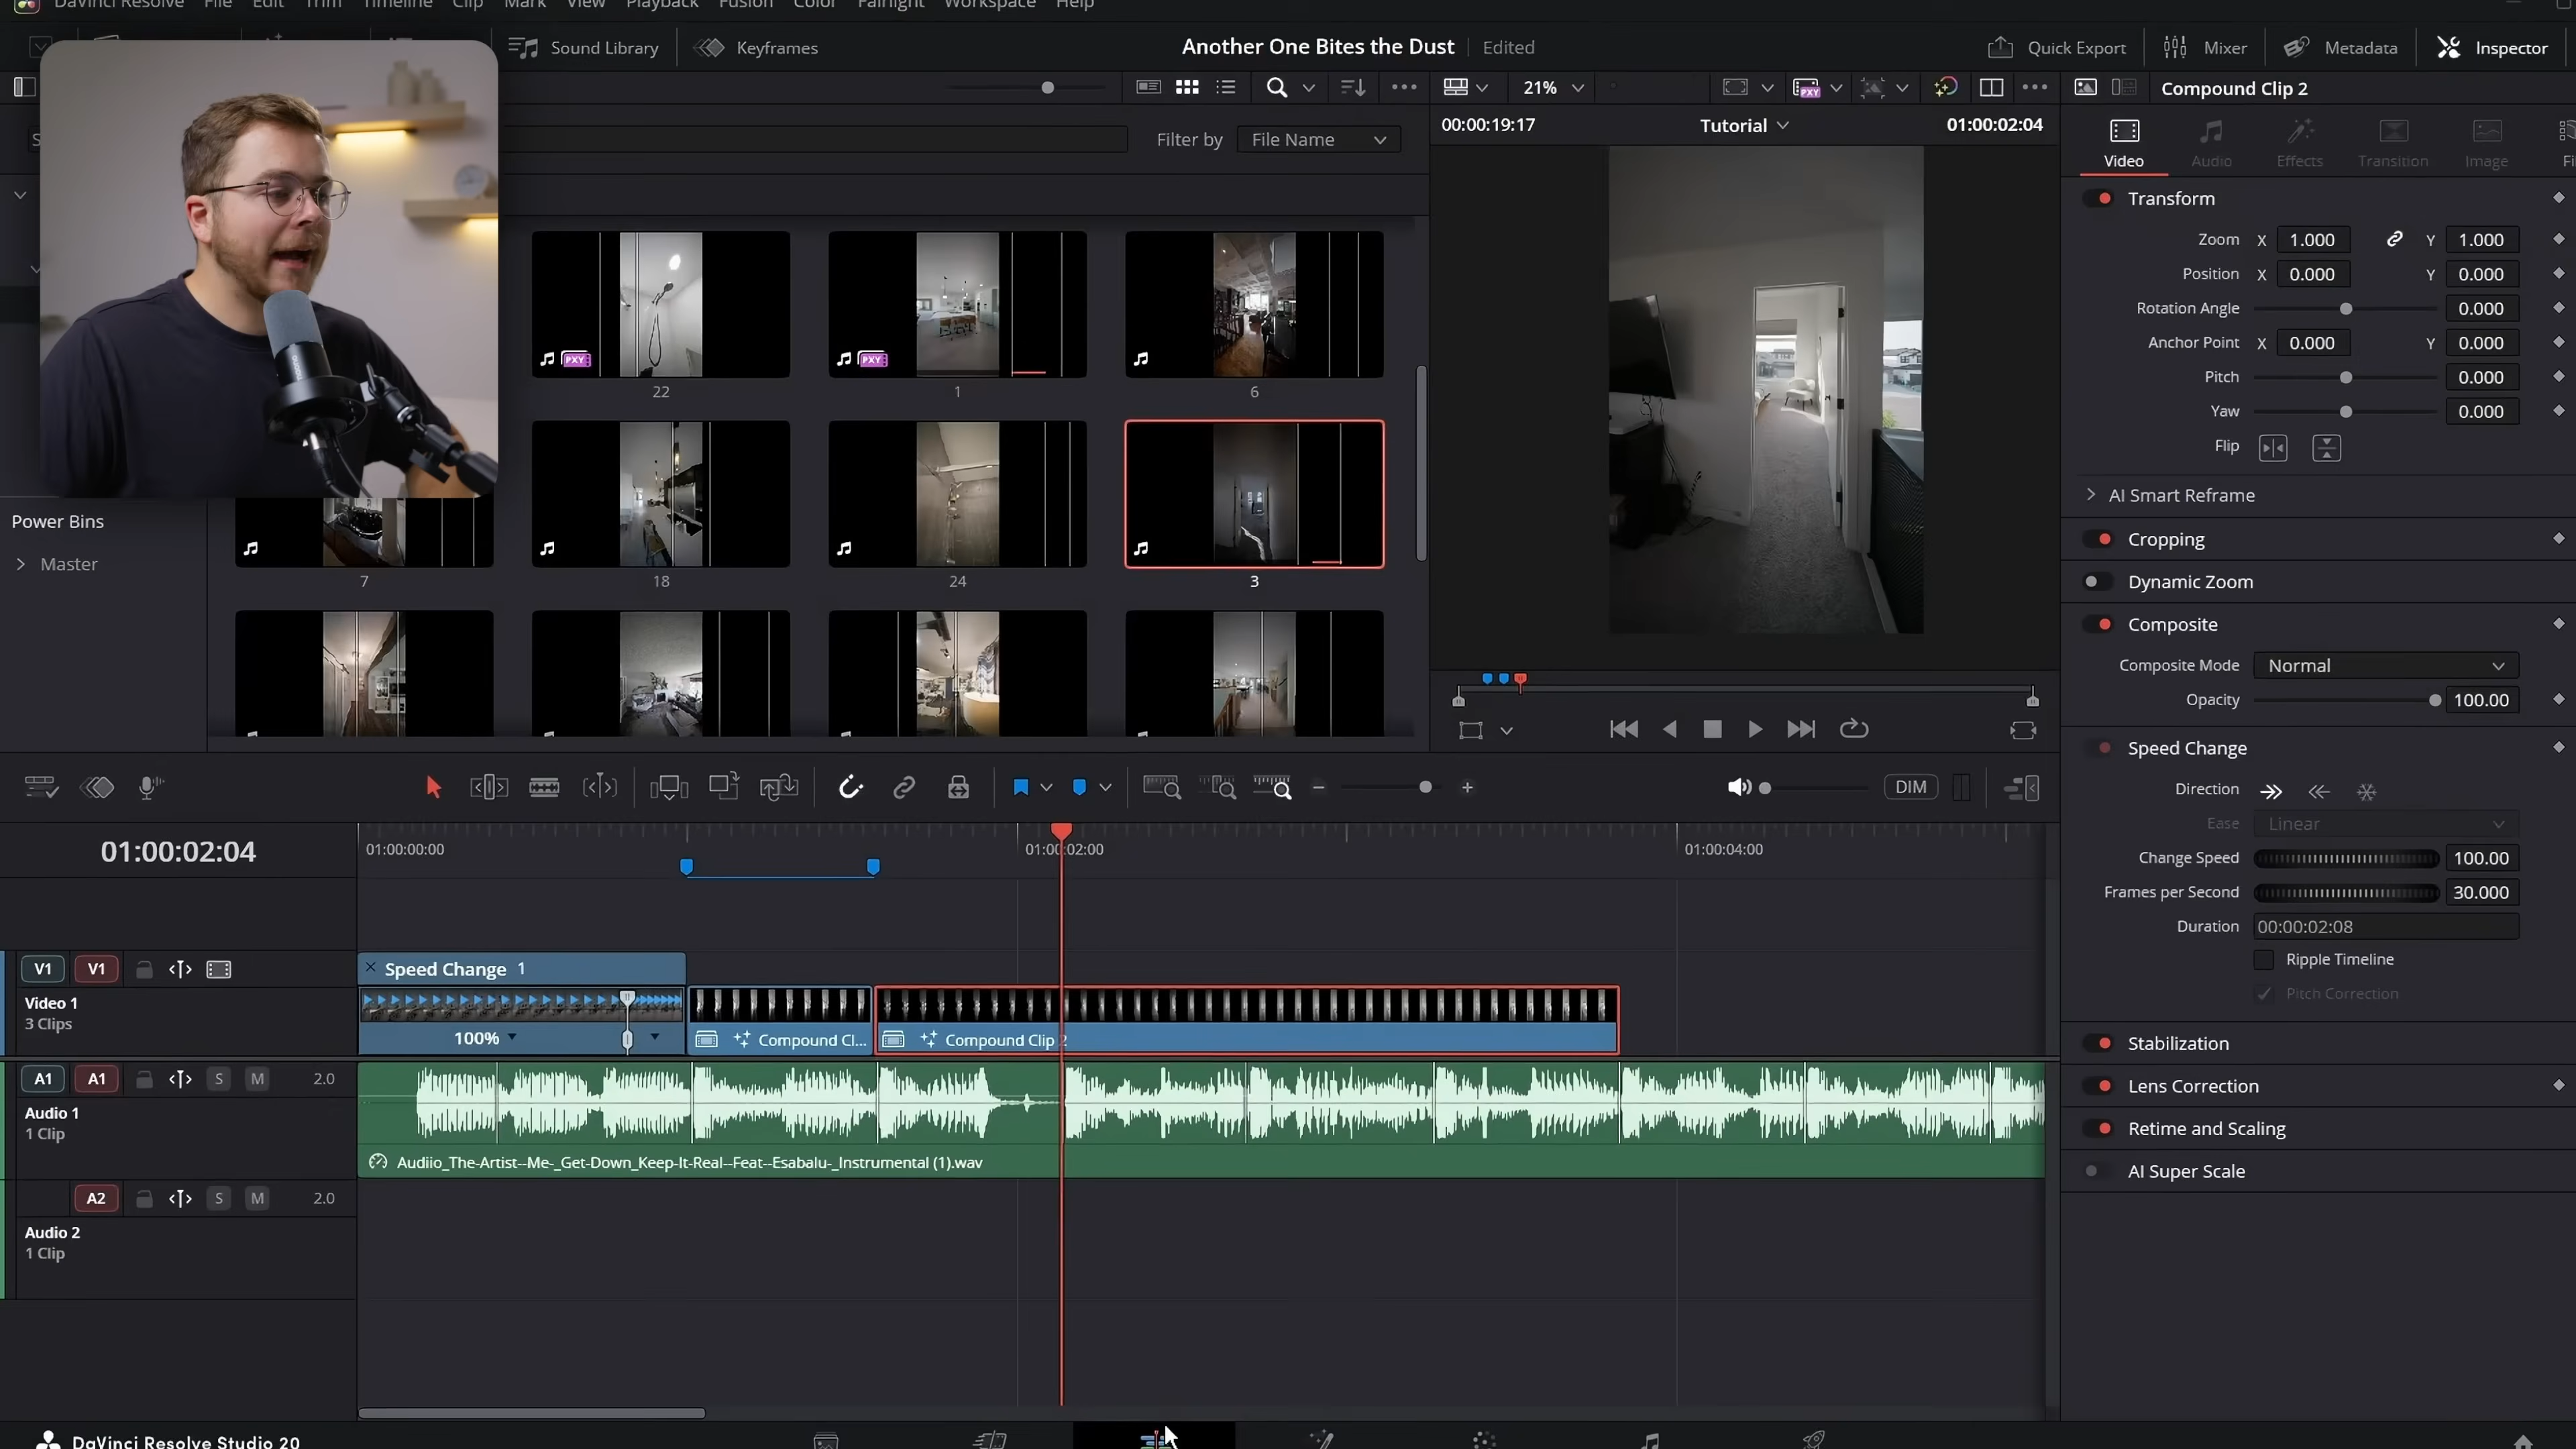 DaVinci Resolve File Edit Trim Timeline Clip Mark View Playback Fusion Color Fairlight Workspace Help
Sound Library Keyframes Another One Bites the Dust Edited Quick Export Mixer Metadata Inspector
21% Compound Clip 2
Filter by File Name 00:00:19:17 Tutorial 01:00:02:04
Video Audio Effects Transition Image
Transform
Zoom X 1.000 Y 1.000
Position X 0.000 Y 0.000
Rotation Angle 0.000
Anchor Point X 0.000 Y 0.000
Pitch 0.000
Yaw 0.000
Flip
PXY PXY
22 1 6
AI Smart Reframe
Power Bins
Master
Cropping
7 18 24 3
Dynamic Zoom
Composite
Composite Mode Normal
Opacity 100.00
Speed Change
Direction
Ease Linear
Change Speed 100.00
Frames per Second 30.000
Duration 00:00:02:08
Ripple Timeline
Pitch Correction
Stabilization
Lens Correction
Retime and Scaling
AI Super Scale
DIM
01:00:02:04 01:00:00:00 01:00:02:00 01:00:04:00
V1 V1 Speed Change 1
Video 1
3 Clips
100% Compound Cl... Compound Clip 2
A1 A1 S M 2.0
Audio 1
1 Clip
Audiio_The-Artist--Me-_Get-Down_Keep-It-Real--Feat--Esabalu-_Instrumental (1).wav
A2 S M 2.0
Audio 2
1 Clip
DaVinci Resolve Studio 20